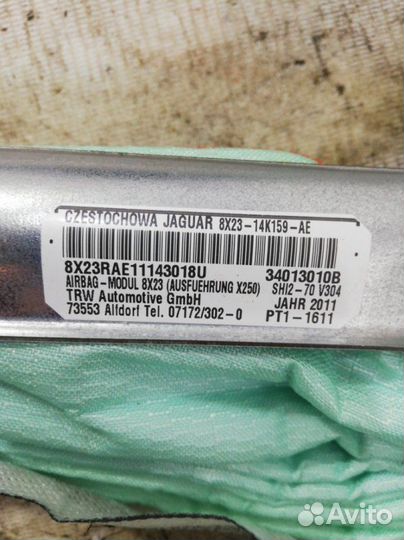 CZESTOCHOWA JAGUAR 8X23-14K159-AE
8X23RAE11143018U 34013010B
AIRBAG-MODUL 8X23 (AUSFUEHRUNG X250) SHI2-70 V304
TRW Automotive GmbH JAHR 2011
73553 Alfdorf Tel. 07172/302-0 PT1-1611
Avito